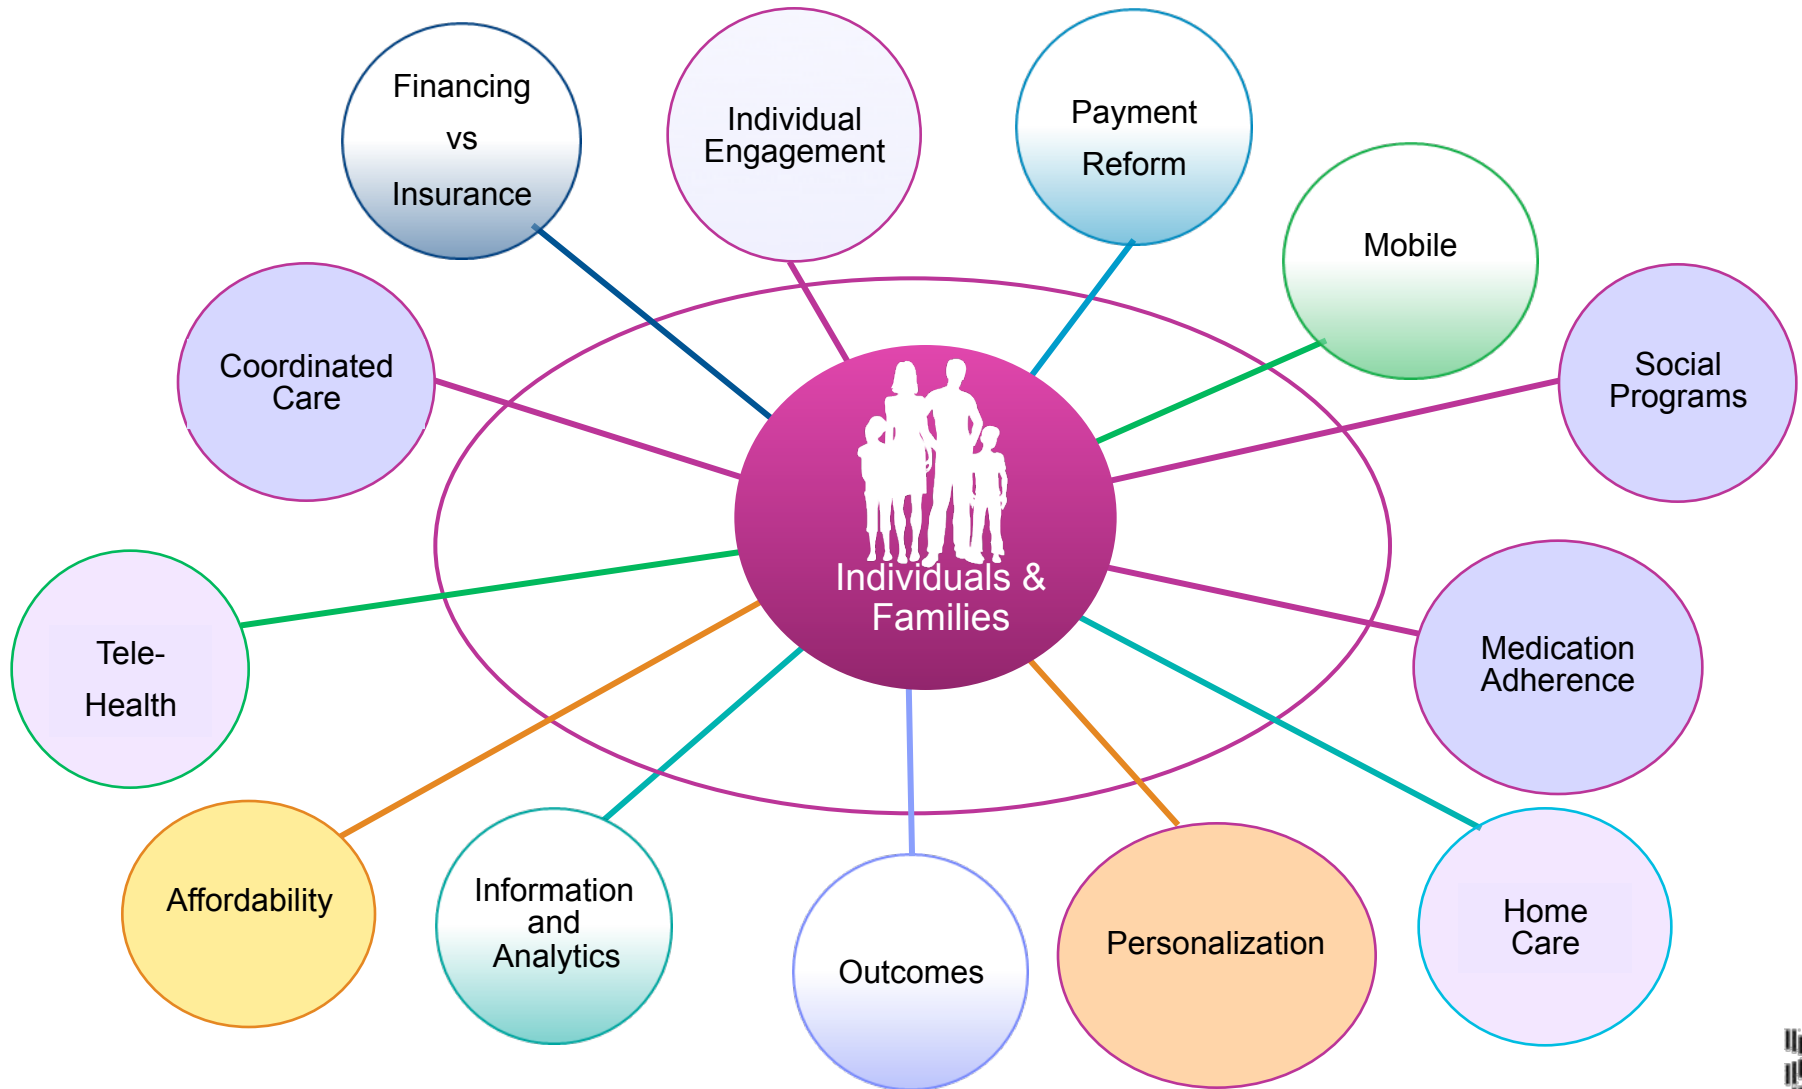 Financing
vs
Insurance
Individual
Engagement
Payment
Reform
Mobile
Social
Programs
Coordinated
Care
Individuals &
Families
Tele-
Health
Medication
Adherence
Affordability
Information
and
Analytics
Outcomes
Personalization
Home
Care